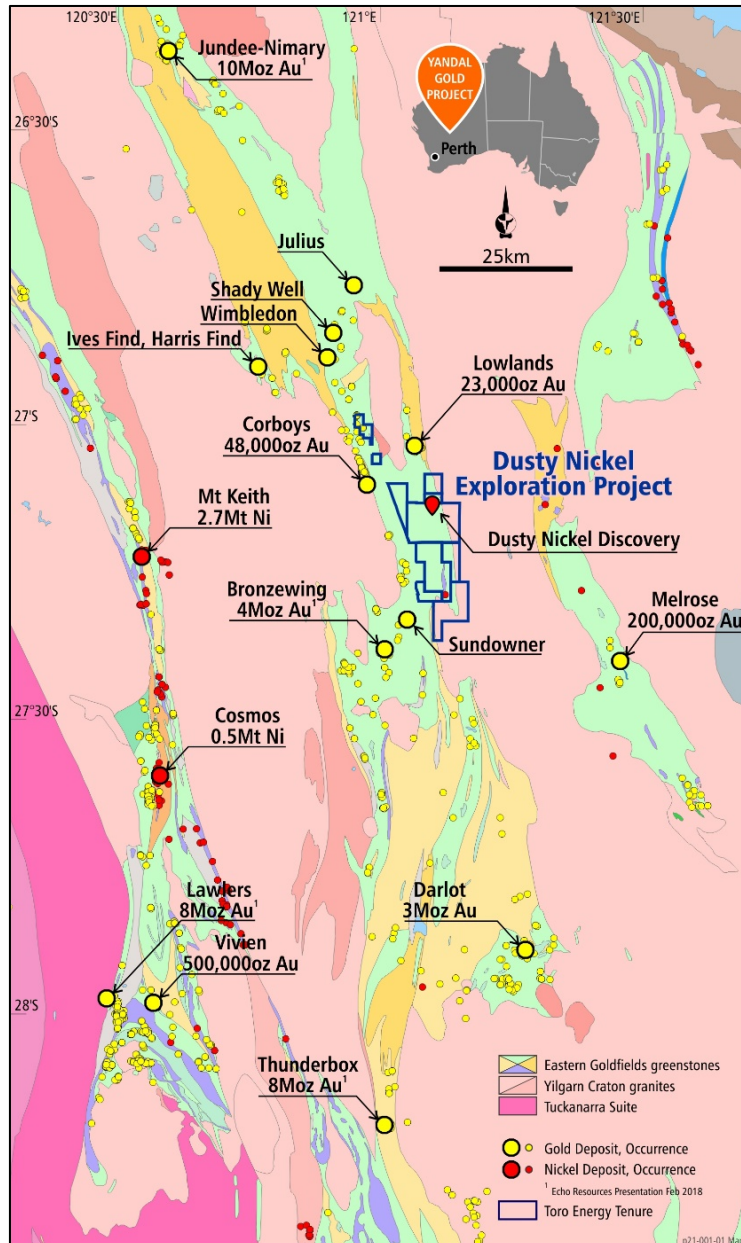 120°30'E
121°E
121°30'E
Jundee-Nimary
10Moz Au¹
YANDAL
GOLD
PROJECT
Perth
26°30'S
25km
Julius
Shady Well
Wimbledon
Ives Find, Harris Find
Lowlands
23,000oz Au
27°S
Corboys
48,000oz Au
Dusty Nickel
Exploration Project
Mt Keith
2.7Mt Ni
Dusty Nickel Discovery
Bronzewing
4Moz Au¹
Melrose
200,000oz Au
Sundowner
27°30'S
Cosmos
0.5Mt Ni
Lawlers
8Moz Au¹
Darlot
3Moz Au
Vivien
500,000oz Au
28°S
Thunderbox
8Moz Au¹
Eastern Goldfields greenstones
Yilgarn Craton granites
Tuckanarra Suite
Gold Deposit, Occurrence
Nickel Deposit, Occurrence
¹ Echo Resources Presentation Feb 2018
Toro Energy Tenure
p21-001-01 Mar